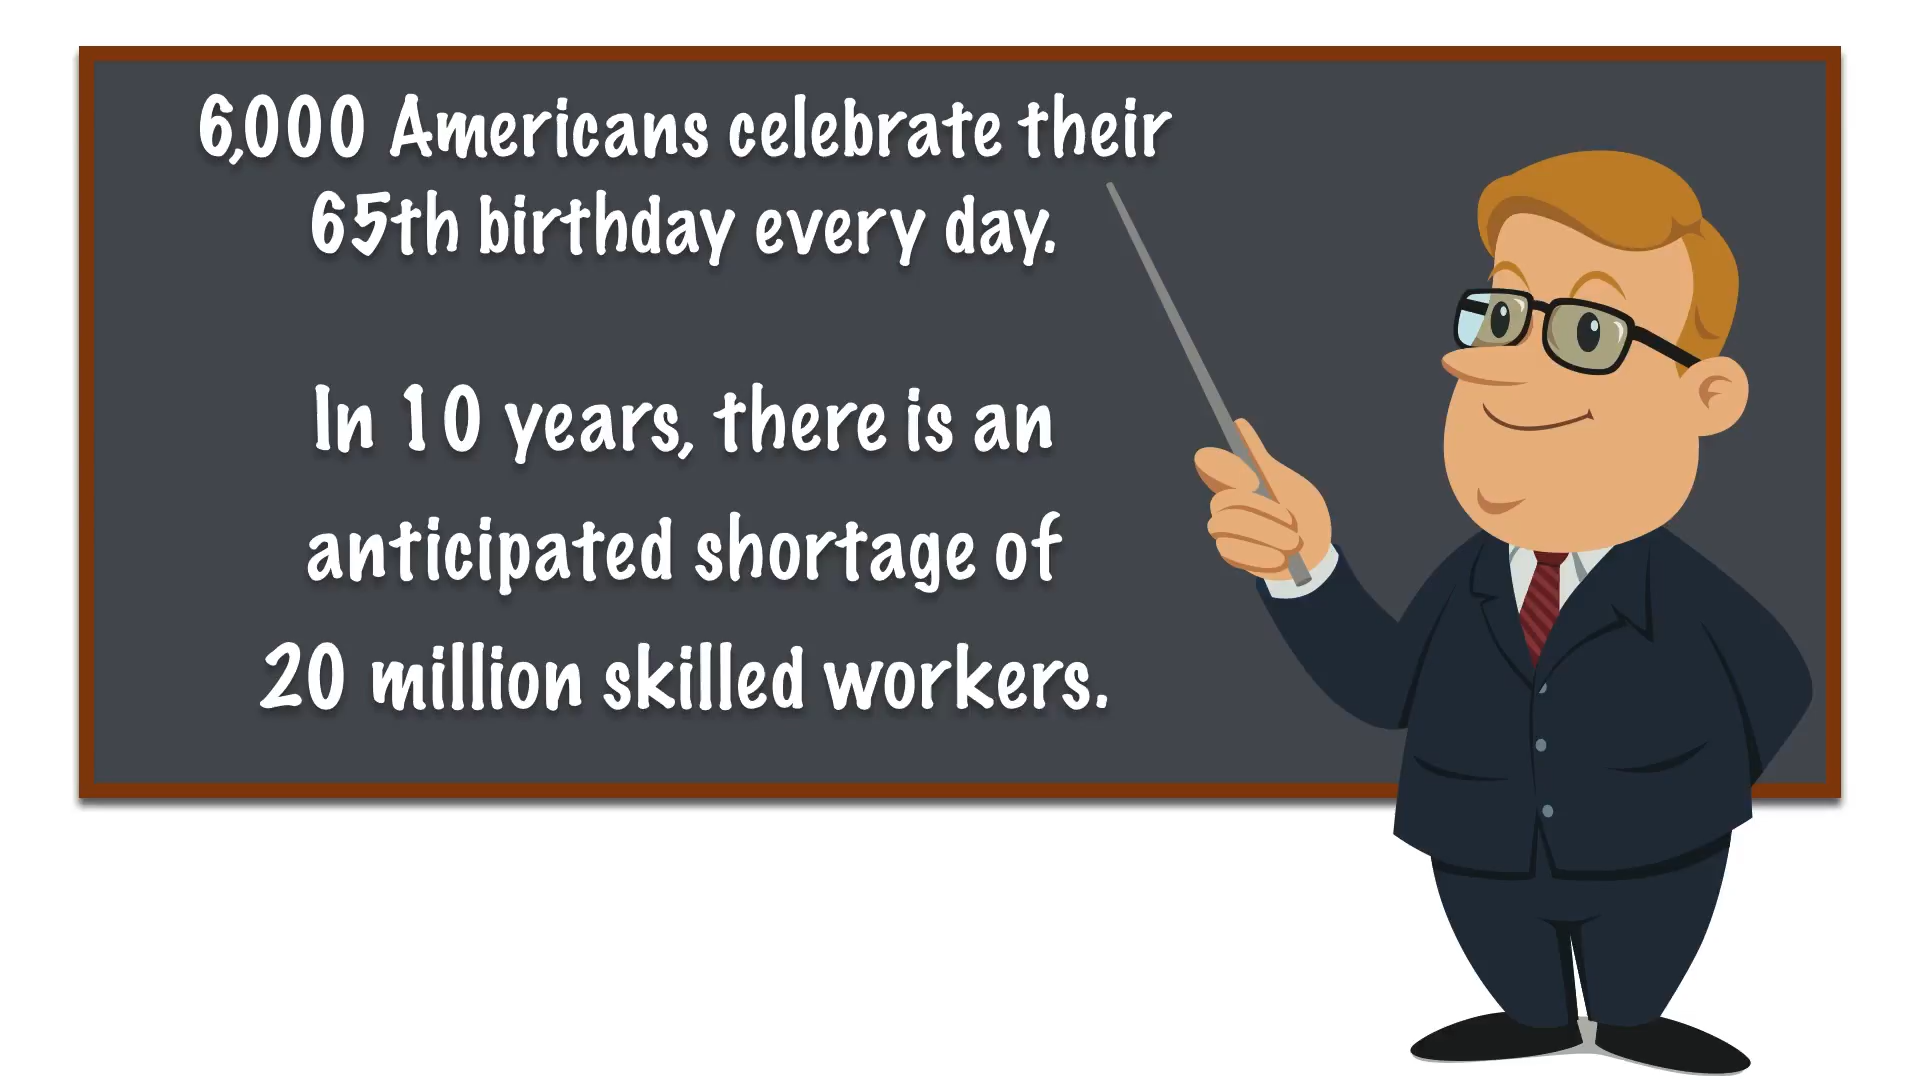 6,000 Americans celebrate their
65th birthday every day.
In 10 years, there is an
anticipated shortage of
20 million skilled workers.